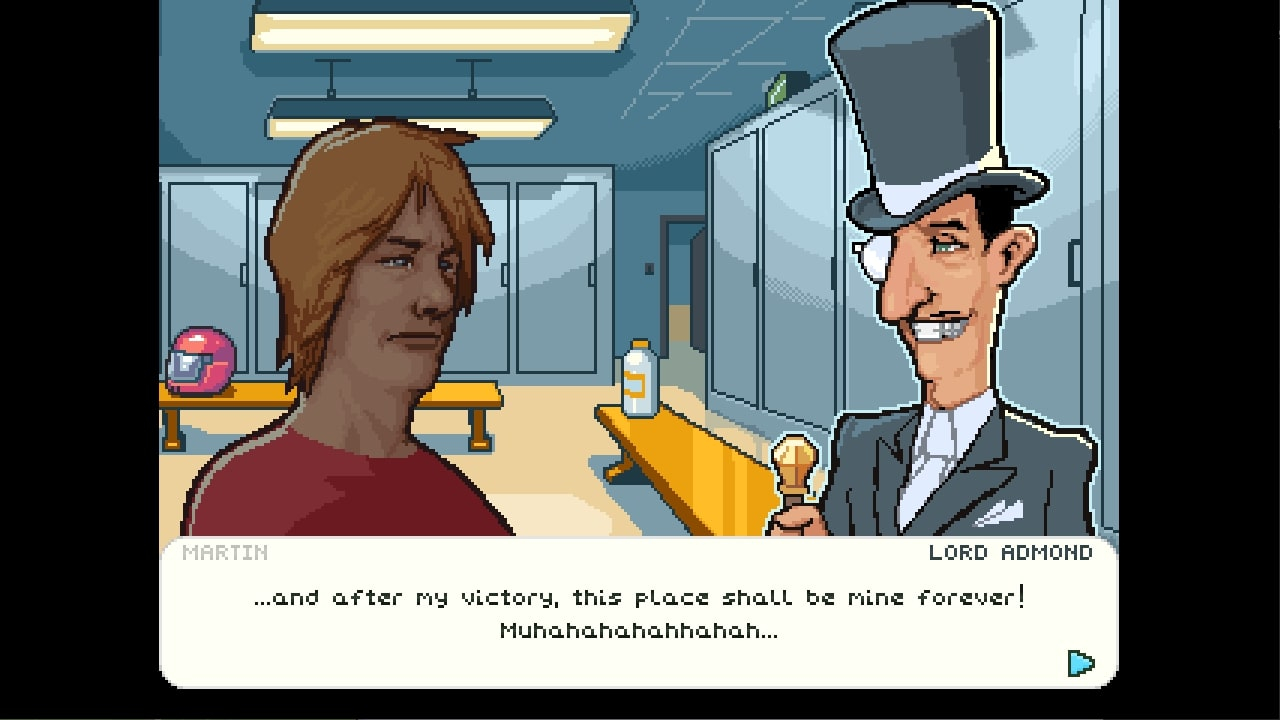 MARTIN
LORD ADMOND
...and after my victory, this place shall be mine forever!
Muhahahahahhahah...